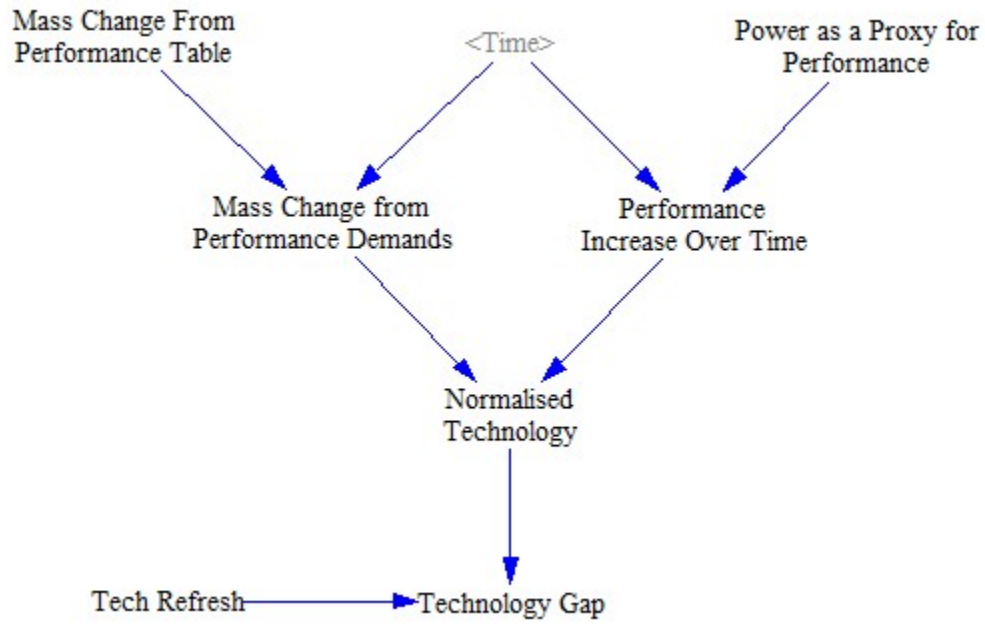 Mass Change From
Performance Table
<Time>
Power as a Proxy for
Performance
Mass Change from
Performance Demands
Performance
Increase Over Time
Normalised
Technology
Tech Refresh
Technology Gap